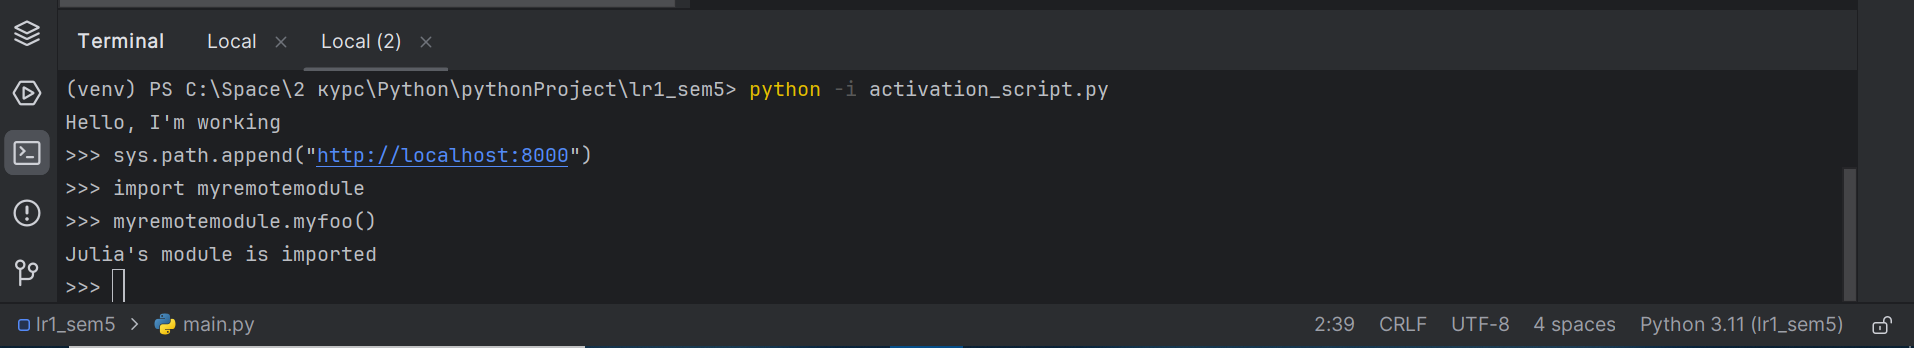 Terminal Local × Local (2) ×
(venv) PS C:\Space\2 курс\Python\pythonProject\lr1_sem5> python -i activation_script.py
Hello, I'm working
>>> sys.path.append("http://localhost:8000")
>>> import myremotemodule
>>> myremotemodule.myfoo()
Julia's module is imported
>>>
lr1_sem5 > main.py 2:39 CRLF UTF-8 4 spaces Python 3.11 (lr1_sem5)